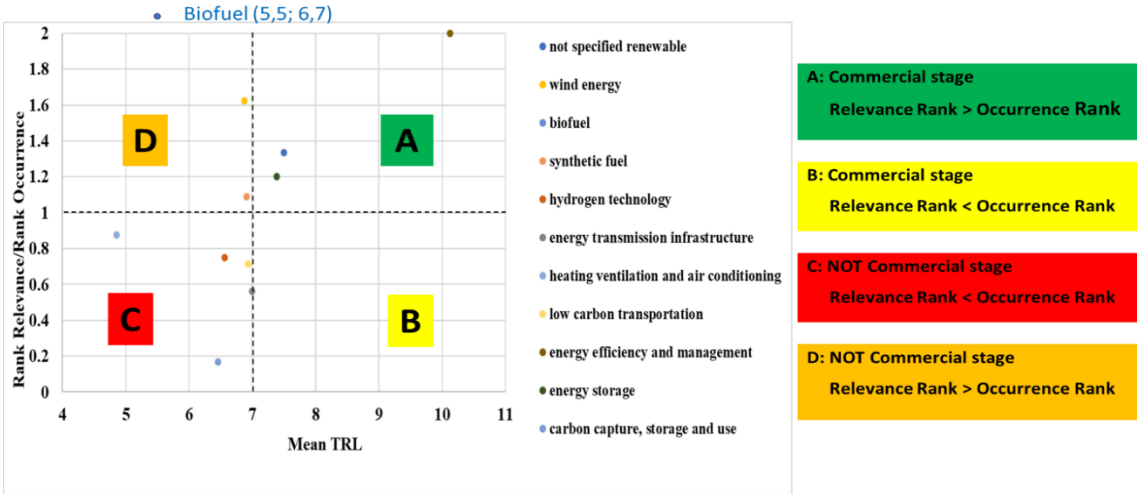 Biofuel (5,5; 6,7)
Rank Relevance/Rank Occurrence
2
1.8
1.6
1.4
1.2
1
0.8
0.6
0.4
0.2
0
4 5 6 7 8 9 10 11
Mean TRL
D
A
C
B
not specified renewable
wind energy
biofuel
synthetic fuel
hydrogen technology
energy transmission infrastructure
heating ventilation and air conditioning
low carbon transportation
energy efficiency and management
energy storage
carbon capture, storage and use
A: Commercial stage
Relevance Rank > Occurrence Rank
B: Commercial stage
Relevance Rank < Occurrence Rank
C: NOT Commercial stage
Relevance Rank < Occurrence Rank
D: NOT Commercial stage
Relevance Rank > Occurrence Rank